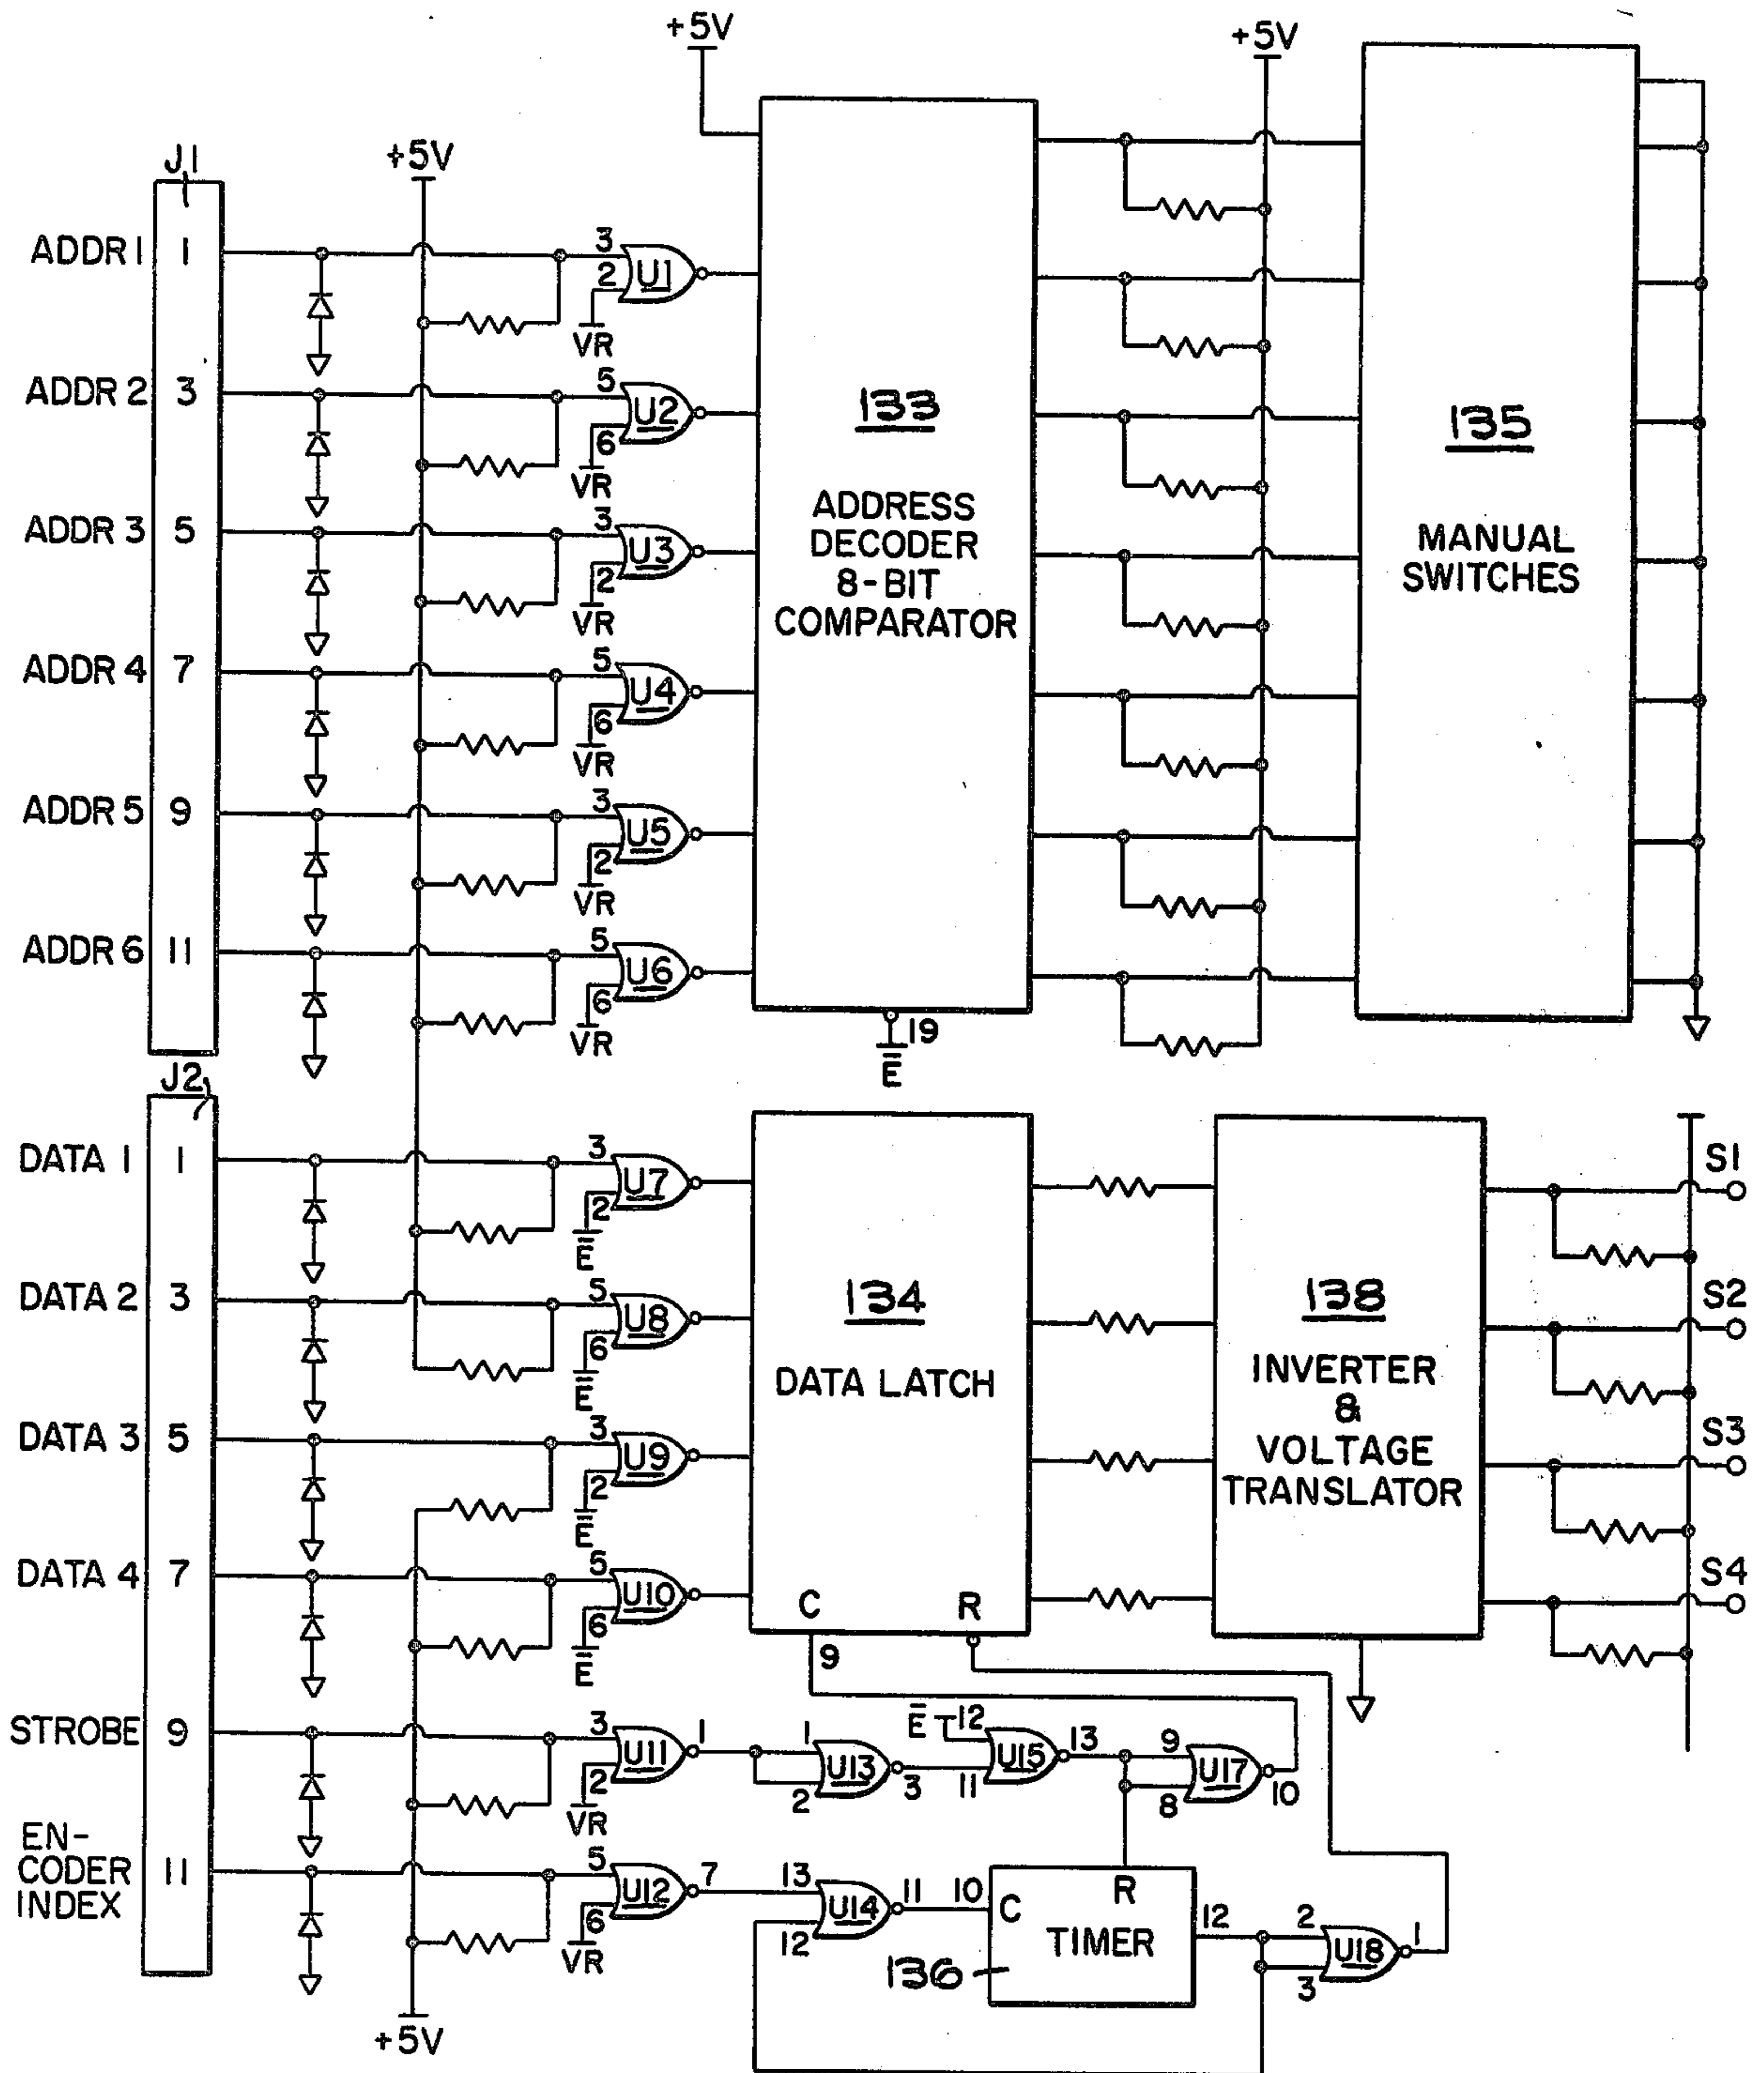 +5V
+5V
J1
+5V
ADDR 1 1 3 2 U1 VR
ADDR 2 3 5 6 U2 VR
ADDR 3 5 3 2 U3 VR
ADDR 4 7 5 6 U4 VR
ADDR 5 9 3 2 U5 VR
ADDR 6 11 5 6 U6 VR
133
ADDRESS
DECODER
8-BIT
COMPARATOR
19
E̅
135
MANUAL
SWITCHES
J2
DATA 1 1 3 2 U7 E̅
DATA 2 3 5 6 U8 E̅
DATA 3 5 3 2 U9 E̅
DATA 4 7 5 6 U10 E̅
134
DATA LATCH
C R
9
138
INVERTER
&
VOLTAGE
TRANSLATOR
S1
S2
S3
S4
STROBE 9 3 2 U11 1 VR
1 2 U13 3
E̅ 12 11 U15 13
9 8 U17 10
EN-
CODER
INDEX
11 5 6 U12 7 VR
13 12 U14 11
10 C R 12
TIMER
136
2 3 U18 1
+5V